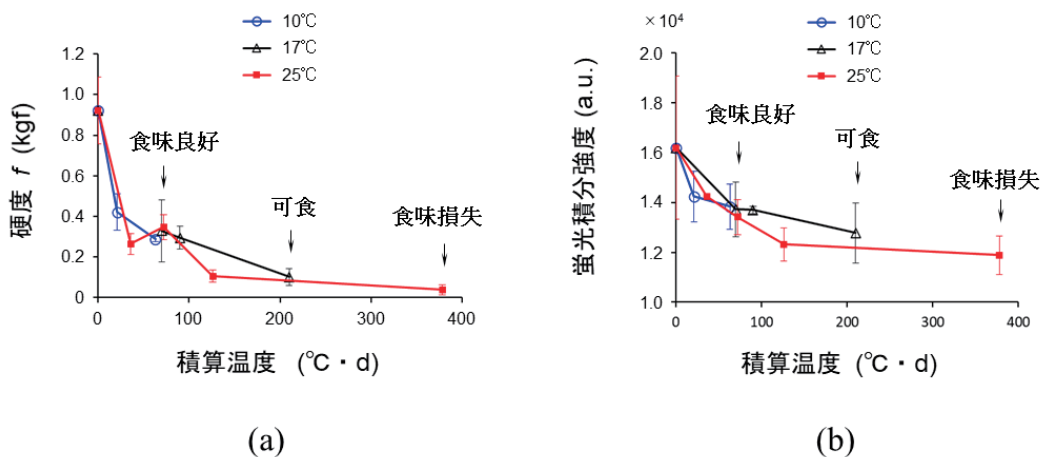 10℃
17℃
25℃
1.2
1.0
0.8
0.6
0.4
0.2
0
硬度 f (kgf)
食味良好
可食
食味損失
0
100
200
300
400
積算温度 (℃・d)
(a)
× 10⁴
10℃
17℃
25℃
2.0
1.8
1.6
1.4
1.2
1.0
蛍光積分強度 (a.u.)
食味良好
可食
食味損失
0
100
200
300
400
積算温度 (℃・d)
(b)